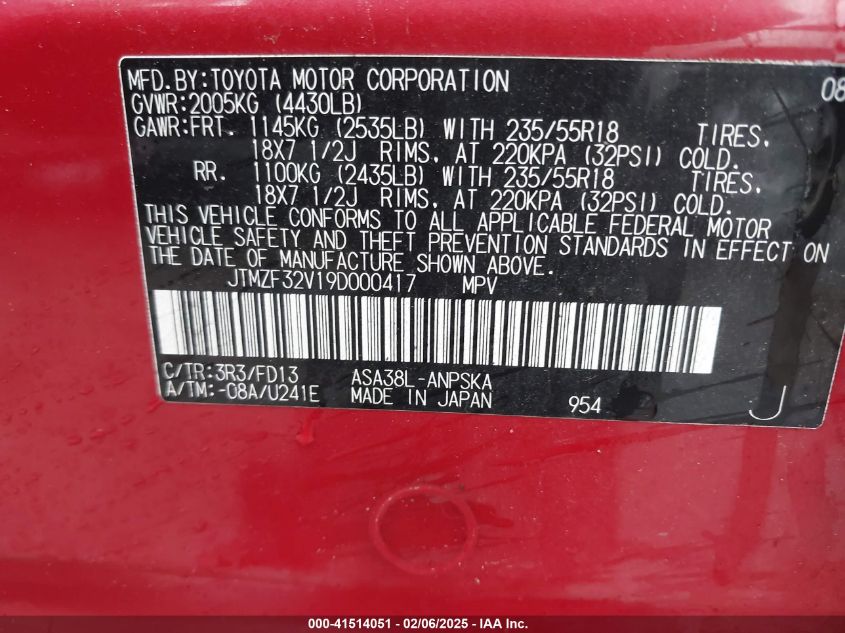 MFD.BY:TOYOTA MOTOR CORPORATION 08
GVWR:2005KG (4430LB)
GAWR:FRT. 1145KG (2535LB) WITH 235/55R18 TIRES,
18X7 1/2J RIMS, AT 220KPA (32PSI) COLD.
RR. 1100KG (2435LB) WITH 235/55R18 TIRES,
18X7 1/2J RIMS, AT 220KPA (32PSI) COLD.
THIS VEHICLE CONFORMS TO ALL APPLICABLE FEDERAL MOTOR
VEHICLE SAFETY AND THEFT PREVENTION STANDARDS IN EFFECT ON
THE DATE OF MANUFACTURE SHOWN ABOVE.
JTMZF32V19D000417 MPV
C/TR:3R3/FD13 ASA38L-ANPSKA
A/TM:-08A/U241E MADE IN JAPAN 954 J
000-41514051 - 02/06/2025 - IAA Inc.